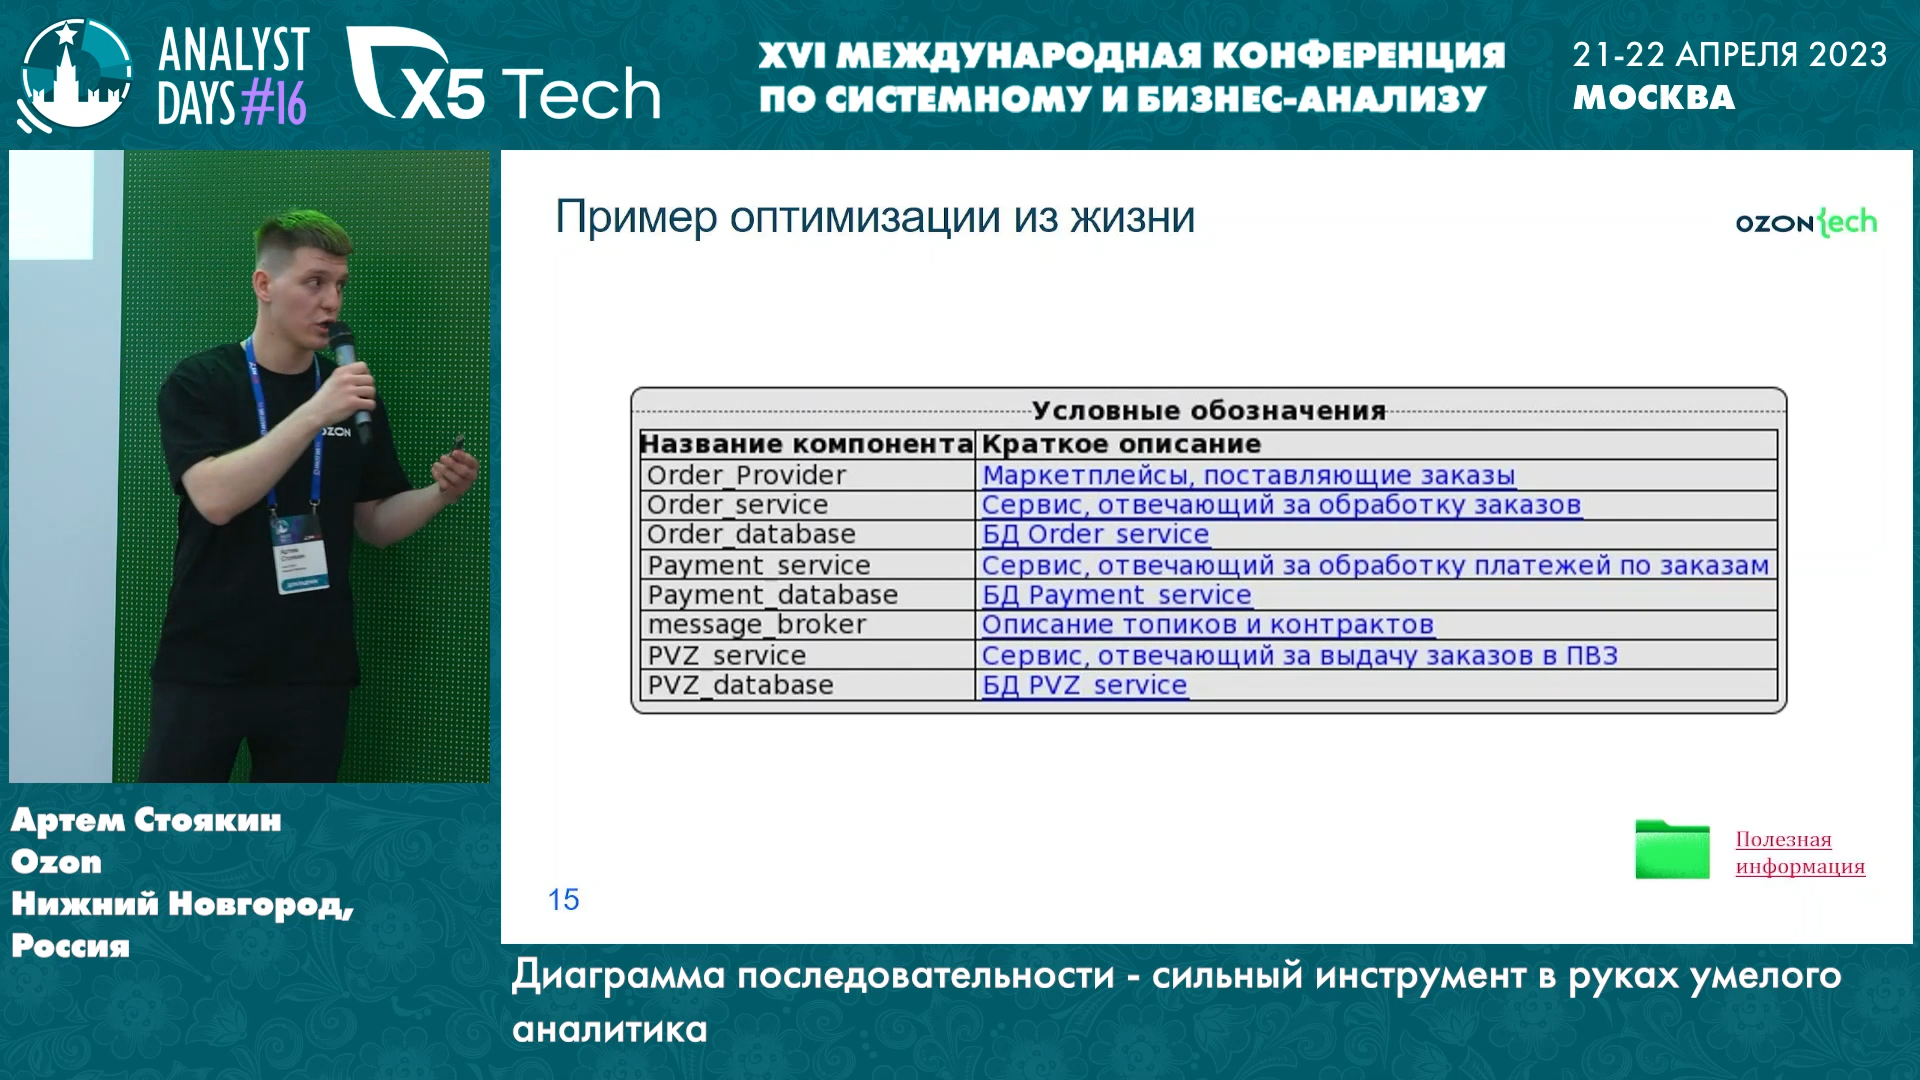 ANALYST
DAYS #16
X5 Tech
XVI МЕЖДУНАРОДНАЯ КОНФЕРЕНЦИЯ
ПО СИСТЕМНОМУ И БИЗНЕС-АНАЛИЗУ
21-22 АПРЕЛЯ 2023
МОСКВА
OZON
Артем
Стоякин
Пример оптимизации из жизни
OZON{ech
Условные обозначения
Название компонента Краткое описание
Order_Provider Маркетплейсы, поставляющие заказы
Order_service Сервис, отвечающий за обработку заказов
Order_database БД Order_service
Payment_service Сервис, отвечающий за обработку платежей по заказам
Payment_database БД Payment_service
message_broker Описание топиков и контрактов
PVZ_service Сервис, отвечающий за выдачу заказов в ПВЗ
PVZ_database БД PVZ_service
Полезная
информация
15
Артем Стоякин
Ozon
Нижний Новгород,
Россия
Диаграмма последовательности - сильный инструмент в руках умелого
аналитика